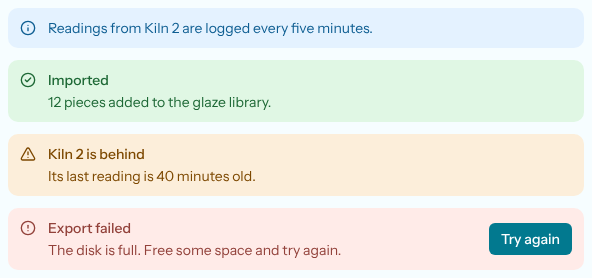 Readings from Kiln 2 are logged every five minutes.
Imported
12 pieces added to the glaze library.
Kiln 2 is behind
Its last reading is 40 minutes old.
Export failed
The disk is full. Free some space and try again.
Try again